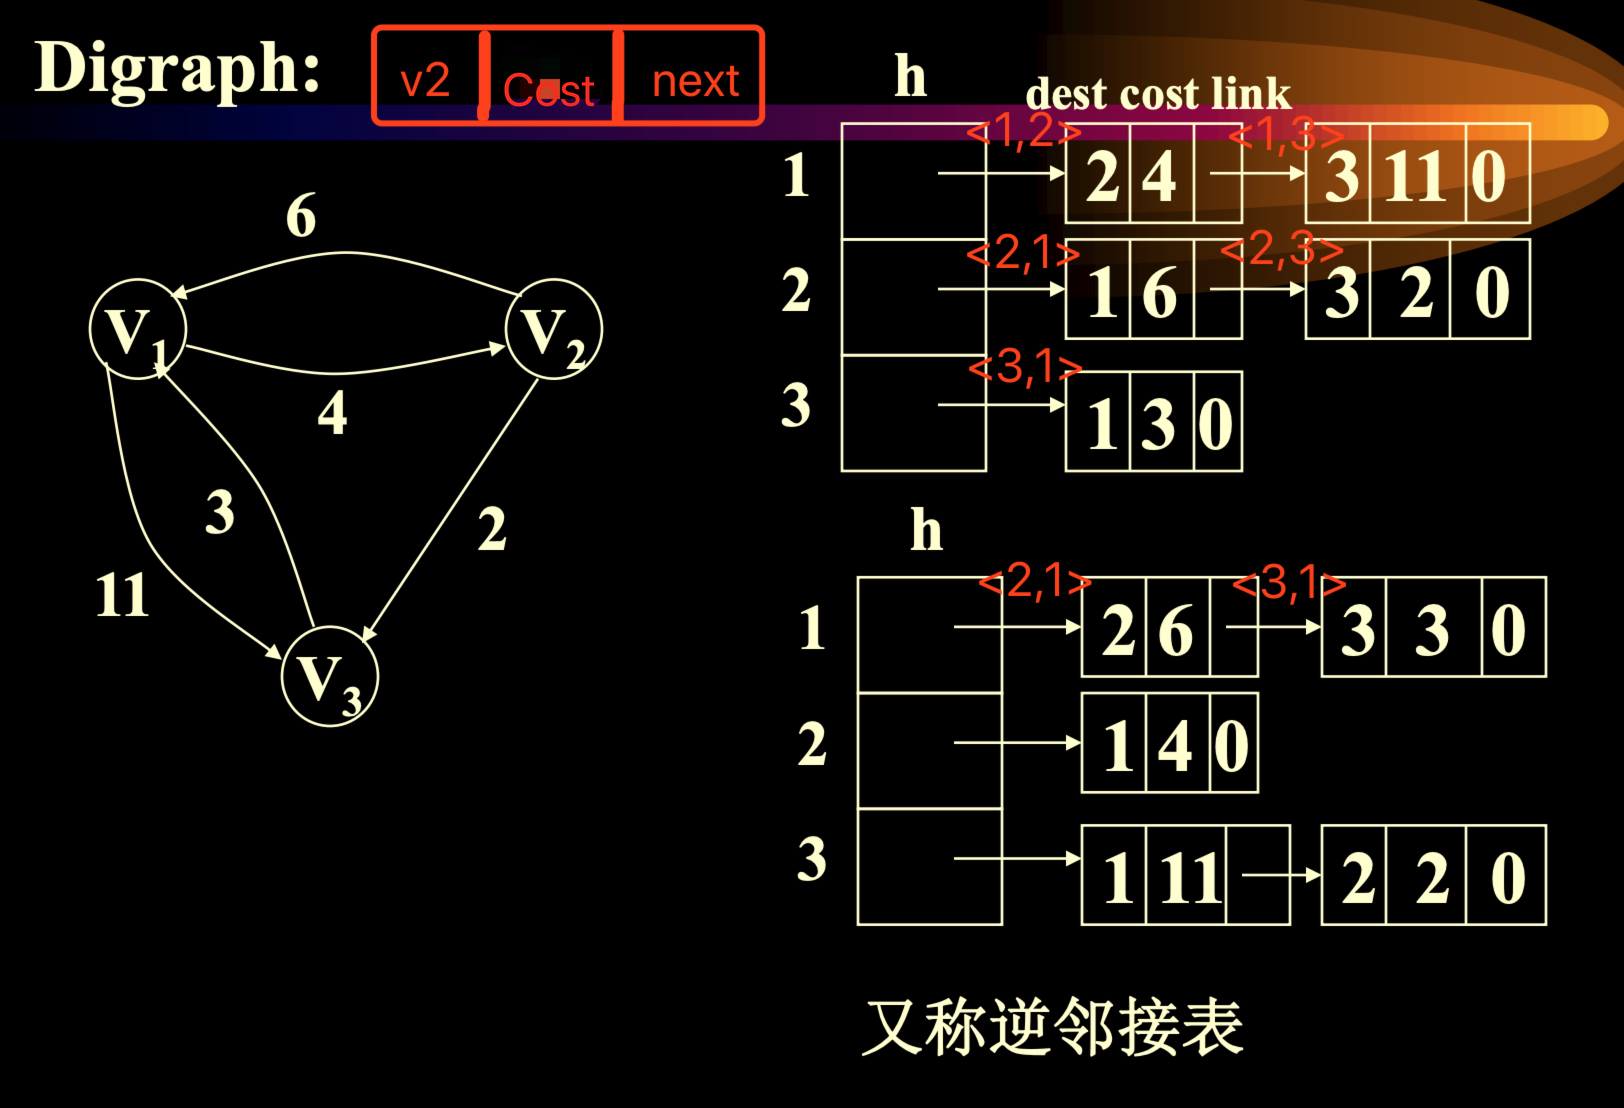 Digraph:
v2 Cost next
h
dest cost link
1 <1,2> 2 4 <1,3> 3 11 0
2 <2,1> 1 6 <2,3> 3 2 0
3 <3,1> 1 3 0
6
V1
V2
4
3
2
11
V3
h
1 <2,1> 2 6 <3,1> 3 3 0
2 1 4 0
3 1 11 2 2 0
又称逆邻接表